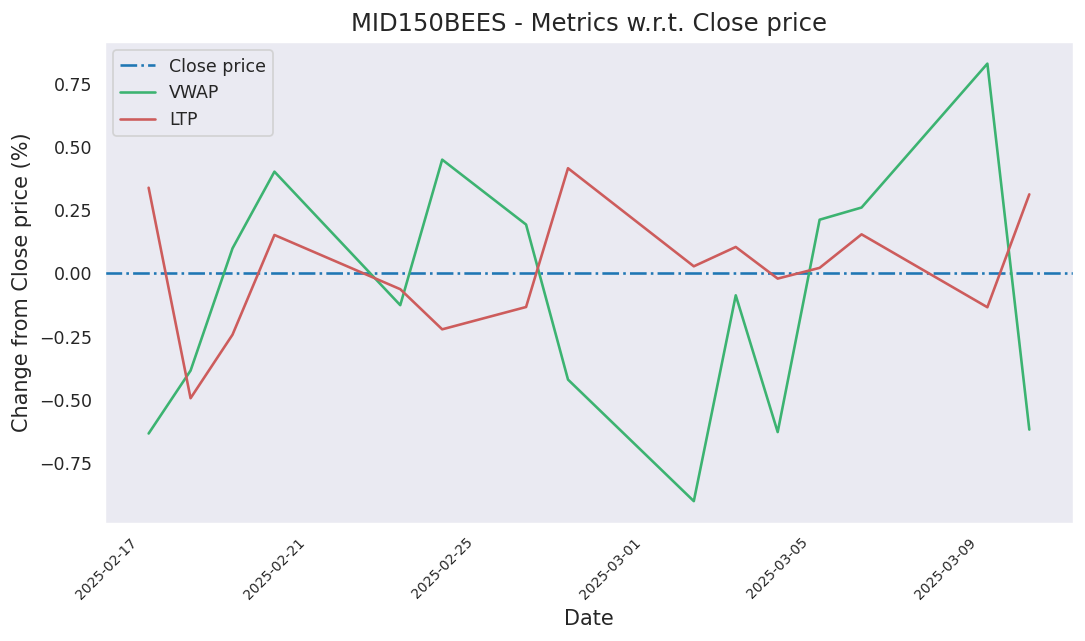 MID150BEES - Metrics w.r.t. Close price
Close price
VWAP
LTP
Change from Close price (%)
0.75
0.50
0.25
0.00
−0.25
−0.50
−0.75
2025-02-17
2025-02-21
2025-02-25
2025-03-01
2025-03-05
2025-03-09
Date